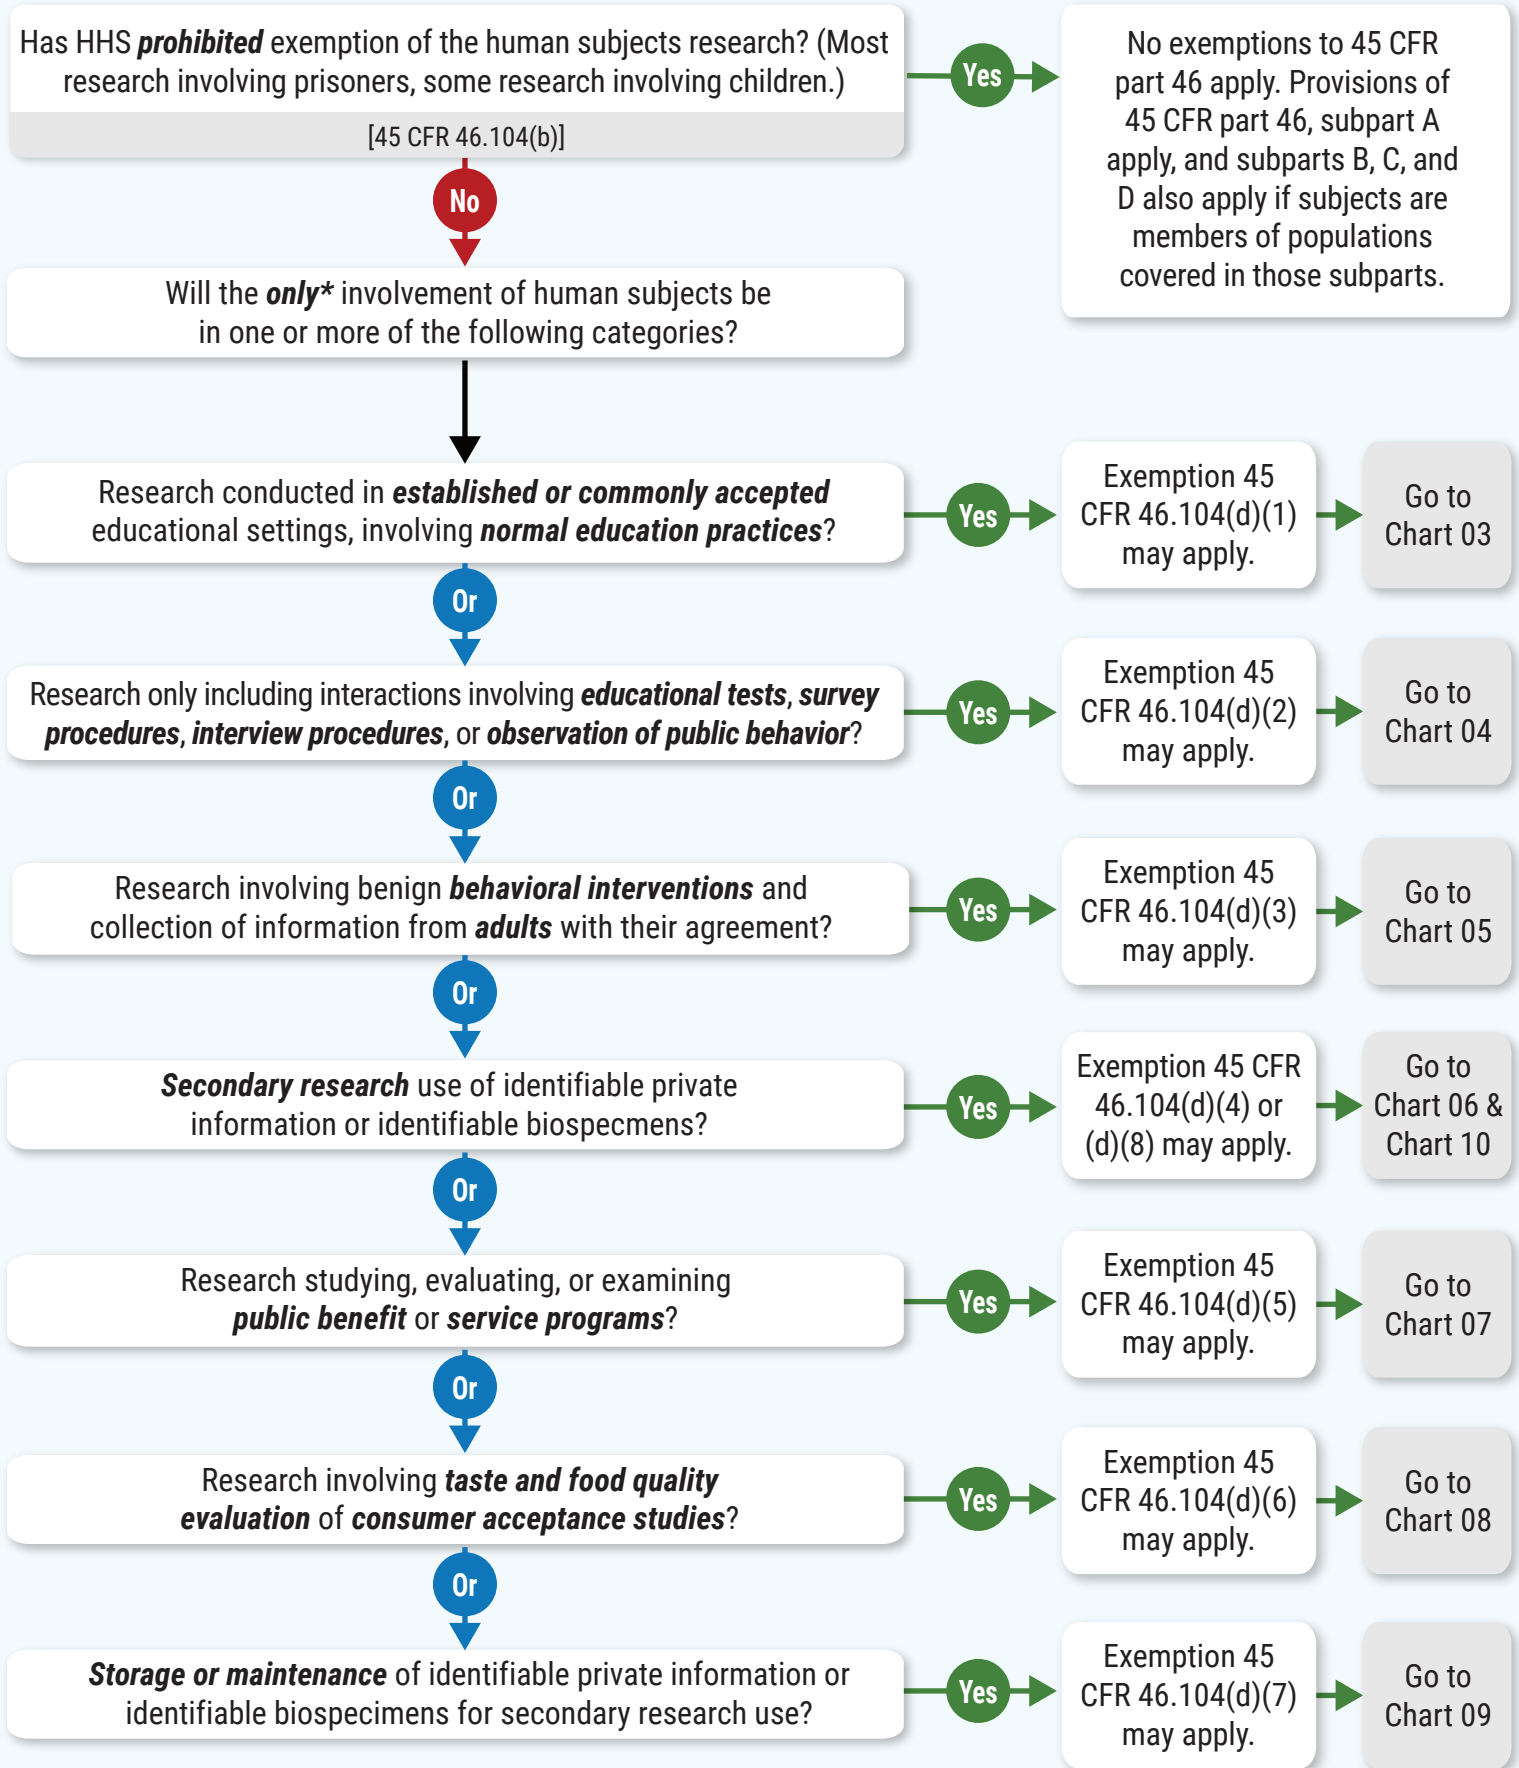 Has HHS prohibited exemption of the human subjects research? (Most
research involving prisoners, some research involving children.)
[45 CFR 46.104(b)]
Yes
No exemptions to 45 CFR
part 46 apply. Provisions of
45 CFR part 46, subpart A
apply, and subparts B, C, and
D also apply if subjects are
members of populations
covered in those subparts.
No
Will the only* involvement of human subjects be
in one or more of the following categories?
Research conducted in established or commonly accepted
educational settings, involving normal education practices?
Yes
Exemption 45
CFR 46.104(d)(1)
may apply.
Go to
Chart 03
Or
Research only including interactions involving educational tests, survey
procedures, interview procedures, or observation of public behavior?
Yes
Exemption 45
CFR 46.104(d)(2)
may apply.
Go to
Chart 04
Or
Research involving benign behavioral interventions and
collection of information from adults with their agreement?
Yes
Exemption 45
CFR 46.104(d)(3)
may apply.
Go to
Chart 05
Or
Secondary research use of identifiable private
information or identifiable biospecmens?
Yes
Exemption 45 CFR
46.104(d)(4) or
(d)(8) may apply.
Go to
Chart 06 &
Chart 10
Or
Research studying, evaluating, or examining
public benefit or service programs?
Yes
Exemption 45
CFR 46.104(d)(5)
may apply.
Go to
Chart 07
Or
Research involving taste and food quality
evaluation of consumer acceptance studies?
Yes
Exemption 45
CFR 46.104(d)(6)
may apply.
Go to
Chart 08
Or
Storage or maintenance of identifiable private information or
identifiable biospecimens for secondary research use?
Yes
Exemption 45
CFR 46.104(d)(7)
may apply.
Go to
Chart 09